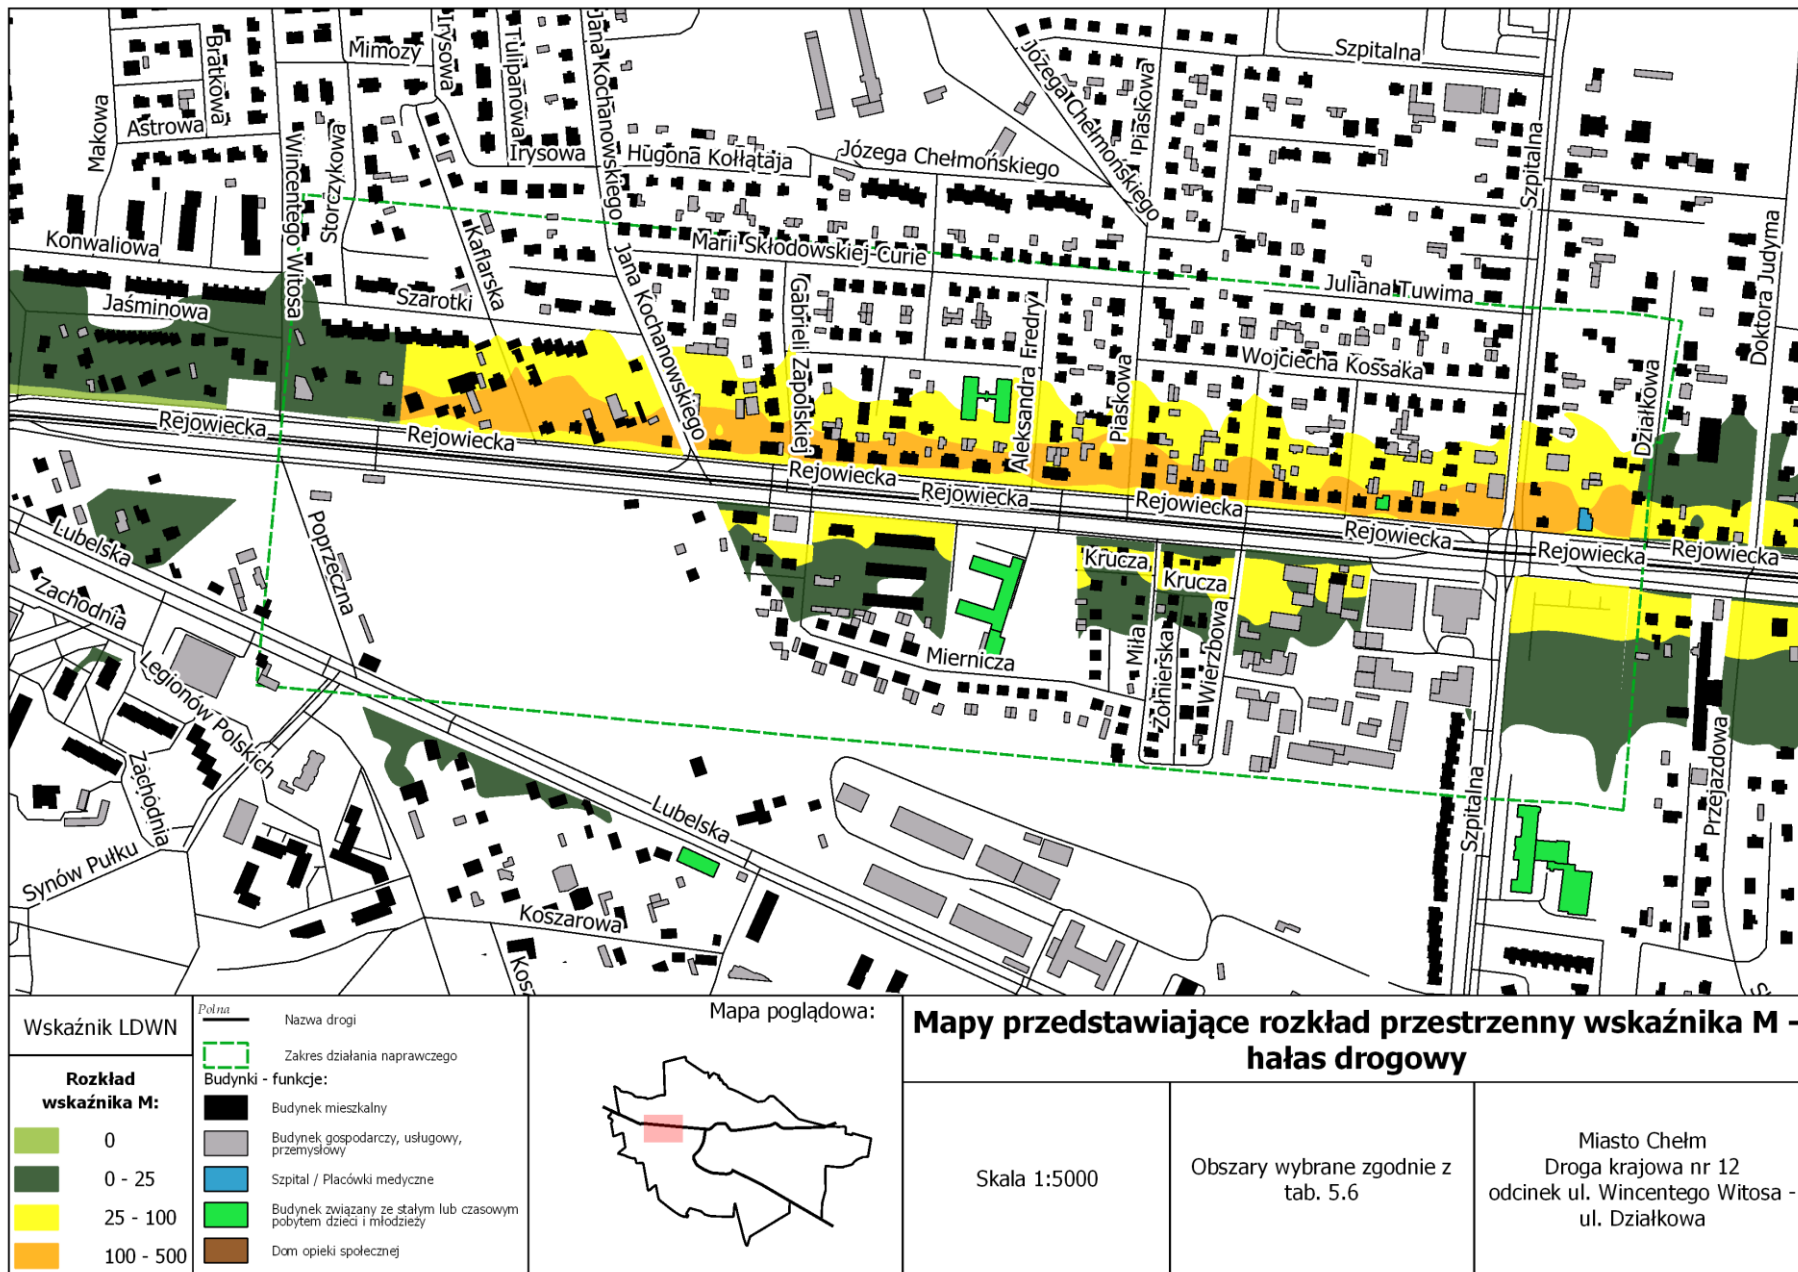 Szpitalna
Mimozy
Bratkowa
Irysowa
Tulipanowa
Jana Kochanowskiego
Józega Chełmońskiego
Piaskowa
Makowa
Astrowa
Wincentego Witosa
Storczykowa
Irysowa
Hugona Kołłątaja
Józega Chełmońskiego
Szpitalna
Konwaliowa
Kaflarska
Jana Kochanowskiego
Marii Skłodowskiej-Curie
Juliana Tuwima
Doktora Judyma
Jaśminowa
Szarotki
Gabrieli Zapolskiej
Aleksandra Fredry
Piaskowa
Wojciecha Kossaka
Działkowa
Rejowiecka
Rejowiecka
Rejowiecka
Rejowiecka
Rejowiecka
Rejowiecka
Rejowiecka
Rejowiecka
Lubelska
Poprzeczna
Krucza
Krucza
Zachodnia
Legionów Polskich
Miernicza
Miła
Żołnierska
Wierzbowa
Zachodnia
Lubelska
Szpitalna
Przejazdowa
Synów Pułku
Koszarowa
Wskaźnik LDWN
Rozkład
wskaźnika M:
0
0 - 25
25 - 100
100 - 500
Polna
Nazwa drogi
Zakres działania naprawczego
Budynki - funkcje:
Budynek mieszkalny
Budynek gospodarczy, usługowy,
przemysłowy
Szpital / Placówki medyczne
Budynek związany ze stałym lub czasowym
pobytem dzieci i młodzieży
Dom opieki społecznej
Mapa poglądowa:
Mapy przedstawiające rozkład przestrzenny wskaźnika M -
hałas drogowy
Skala 1:5000
Obszary wybrane zgodnie z
tab. 5.6
Miasto Chełm
Droga krajowa nr 12
odcinek ul. Wincentego Witosa -
ul. Działkowa